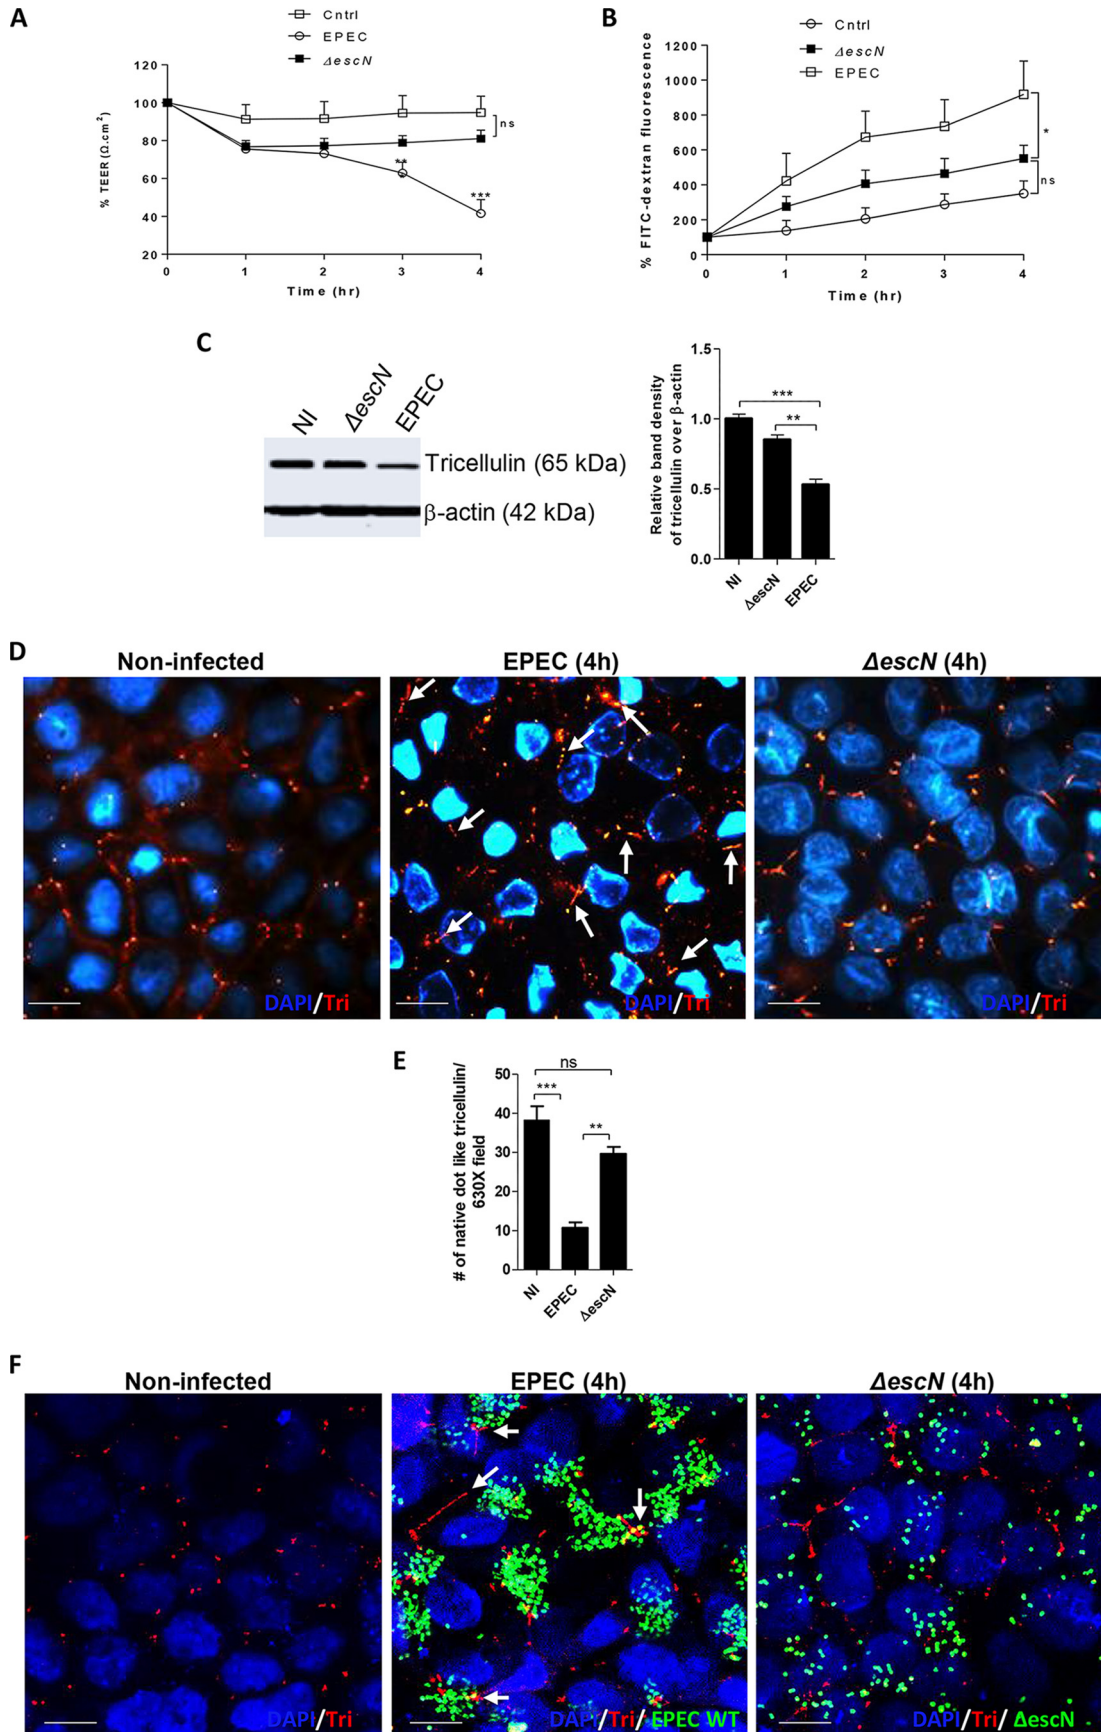 A
Cntrl
EPEC
ΔescN
120
100
80
60
40
20
% TEER (Ω.cm²)
ns
**
***
0 1 2 3 4
Time (hr)
B
Cntrl
ΔescN
EPEC
1200
1000
800
600
400
200
0
% FITC-dextran fluorescence
*
ns
0 1 2 3 4
Time (hr)
C
NI
ΔescN
EPEC
Tricellulin (65 kDa)
β-actin (42 kDa)
Relative band density
of tricellulin over β-actin
1.5
1.0
0.5
0.0
***
**
NI
ΔescN
EPEC
D
Non-infected
EPEC (4h)
ΔescN (4h)
DAPI/Tri
DAPI/Tri
DAPI/Tri
E
# of native dot like tricellulin/
630X field
50
40
30
20
10
0
ns
***
**
NI
EPEC
ΔescN
F
Non-infected
EPEC (4h)
ΔescN (4h)
DAPI/Tri
DAPI/Tri/ EPEC WT
DAPI/Tri/ ΔescN